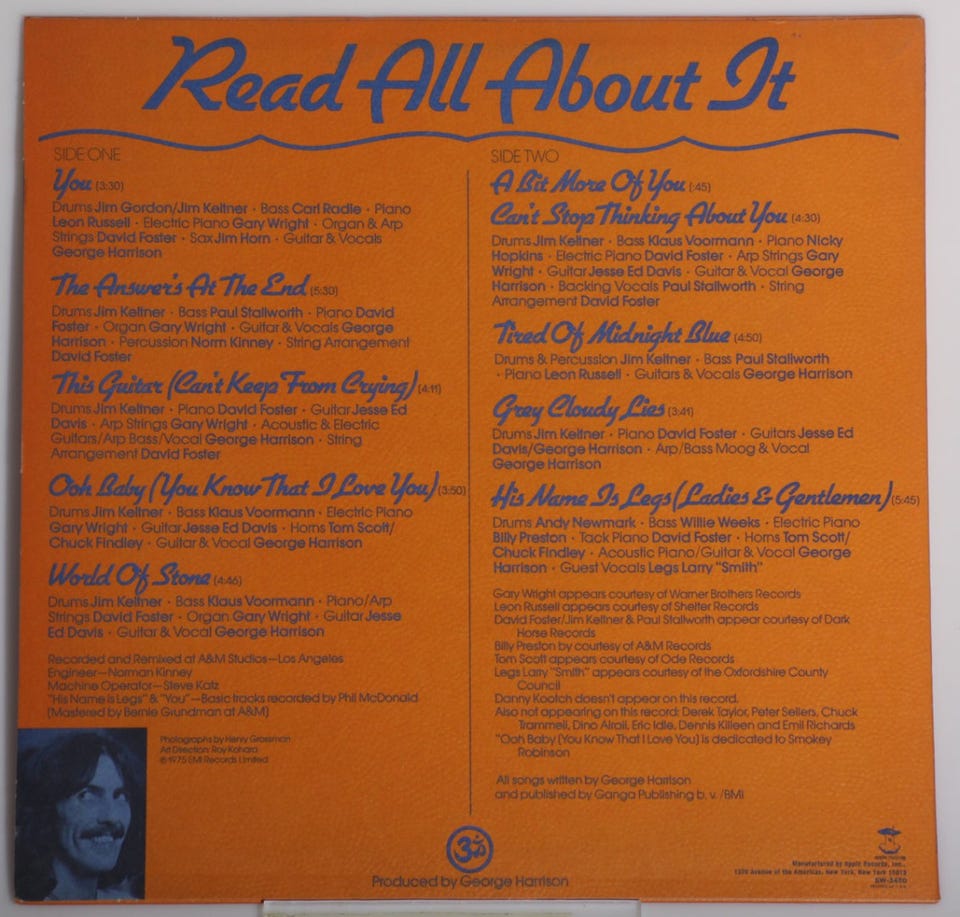 Read All About It
SIDE ONE
You (3:30)
Drums Jim Gordon/Jim Keltner · Bass Carl Radle · Piano
Leon Russell · Electric Piano Gary Wright · Organ & Arp
Strings David Foster · Sax Jim Horn · Guitar & Vocals
George Harrison
The Answer's At The End (5:30)
Drums Jim Keltner · Bass Paul Stallworth · Piano David
Foster · Organ Gary Wright · Guitar & Vocals George
Harrison · Percussion Norm Kinney · String Arrangement
David Foster
This Guitar (Can't Keep From Crying) (4:11)
Drums Jim Keltner · Piano David Foster · Guitar Jesse Ed
Davis · Arp Strings Gary Wright · Acoustic & Electric
Guitars/Arp Bass/Vocal George Harrison · String
Arrangement David Foster
Ooh Baby (You Know That I Love You) (3:50)
Drums Jim Keltner · Bass Klaus Voormann · Electric Piano
Gary Wright · Guitar Jesse Ed Davis · Horns Tom Scott/
Chuck Findley · Guitar & Vocal George Harrison
World Of Stone (4:46)
Drums Jim Keltner · Bass Klaus Voormann · Piano/Arp
Strings David Foster · Organ Gary Wright · Guitar Jesse
Ed Davis · Guitar & Vocal George Harrison
Recorded and Remixed at A&M Studios—Los Angeles
Engineer—Norman Kinney
Machine Operator—Steve Katz
"His Name is Legs" & "You"—Basic tracks recorded by Phil McDonald
(Mastered by Bernie Grundman at A&M)
Photographs by Henry Grossman
Art Direction: Roy Kohara
℗ 1975 EMI Records Limited
SIDE TWO
A Bit More Of You (:45)
Can't Stop Thinking About You (4:30)
Drums Jim Keltner · Bass Klaus Voormann · Piano Nicky
Hopkins · Electric Piano David Foster · Arp Strings Gary
Wright · Guitar Jesse Ed Davis · Guitar & Vocal George
Harrison · Backing Vocals Paul Stallworth · String
Arrangement David Foster
Tired Of Midnight Blue (4:50)
Drums & Percussion Jim Keltner · Bass Paul Stallworth
· Piano Leon Russell · Guitars & Vocals George Harrison
Grey Cloudy Lies (3:41)
Drums Jim Keltner · Piano David Foster · Guitars Jesse Ed
Davis/George Harrison · Arp/Bass Moog & Vocal
George Harrison
His Name Is Legs (Ladies & Gentlemen) (5:45)
Drums Andy Newmark · Bass Willie Weeks · Electric Piano
Billy Preston · Tack Piano David Foster · Horns Tom Scott/
Chuck Findley · Acoustic Piano/Guitar & Vocal George
Harrison · Guest Vocals Legs Larry "Smith"
Gary Wright appears courtesy of Warner Brothers Records
Leon Russell appears courtesy of Shelter Records
David Foster/Jim Keltner & Paul Stallworth appear courtesy of Dark
Horse Records
Billy Preston by courtesy of A&M Records
Tom Scott appears courtesy of Ode Records
Legs Larry "Smith" appears courtesy of the Oxfordshire County
Council
Danny Kootch doesn't appear on this record.
Also not appearing on this record: Derek Taylor, Peter Sellers, Chuck
Trammell, Dino Airali, Eric Idle, Dennis Killeen and Emil Richards
"Ooh Baby (You Know That I Love You) is dedicated to Smokey
Robinson
All songs written by George Harrison
and published by Ganga Publishing b. v. /BMI
ॐ
Produced by George Harrison
Manufactured by Apple Records, Inc.,
1370 Avenue of the Americas, New York, New York 10019
SW-3420